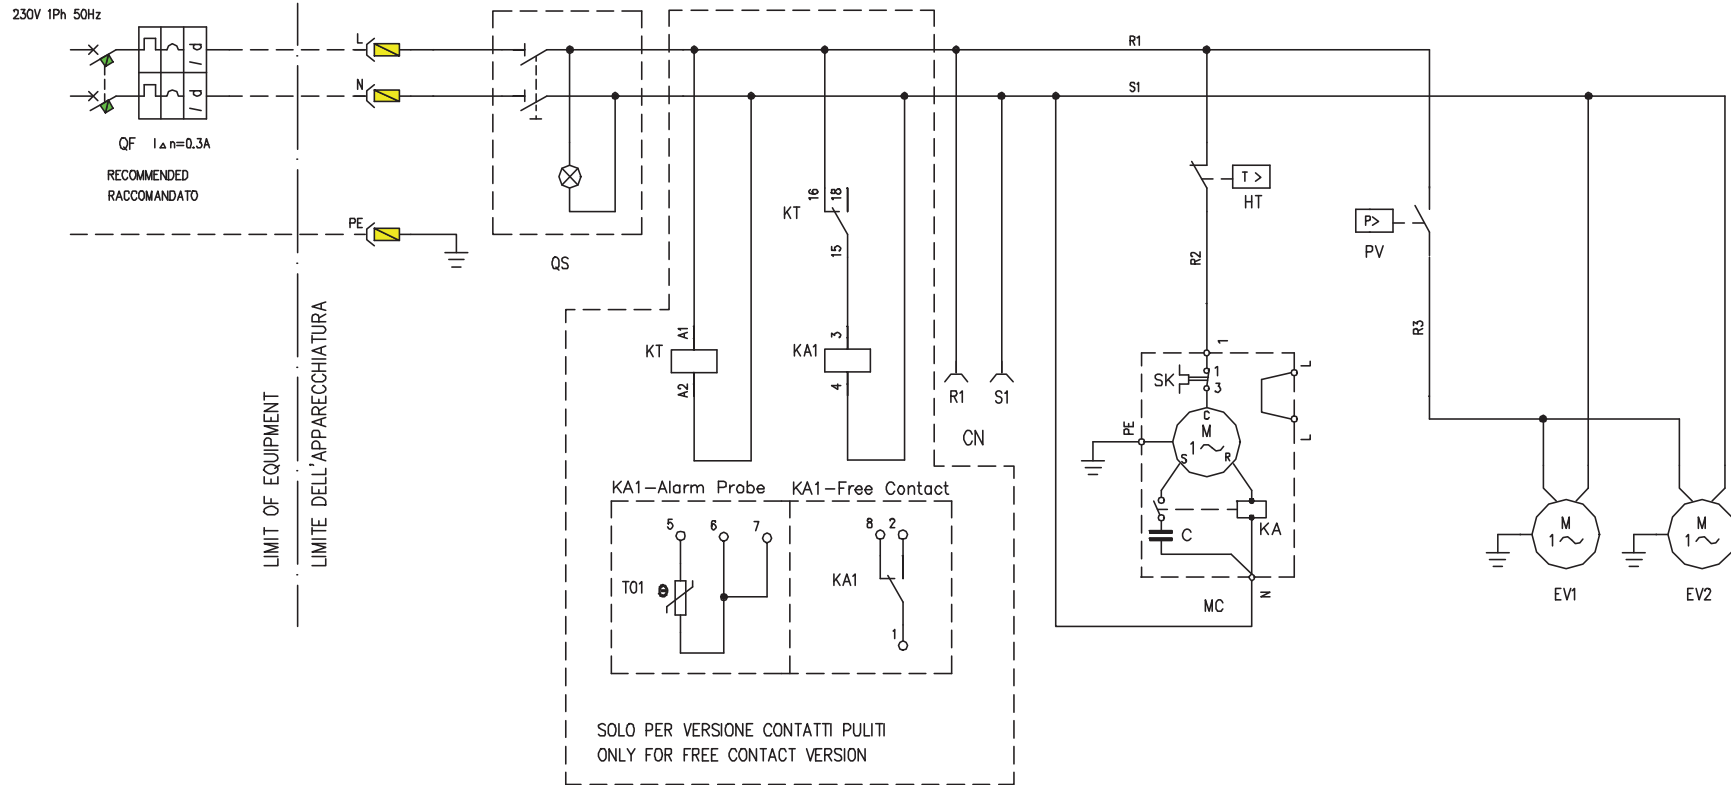 230V 1Ph 50Hz
L
N
QF I△n=0.3A
RECOMMENDED
RACCOMANDATO
PE
LIMIT OF EQUIPMENT
LIMITE DELL'APPARECCHIATURA
QS
KT
A1
A2
KT
16
18
15
KA1
3
4
R1
S1
CN
R1
S1
T >
HT
R2
P>
PV
R3
1
SK
1
3
C
M
1
S
R
PE
C
KA
L
L
MC
N
M
1
EV1
M
1
EV2
KA1-Alarm Probe
KA1-Free Contact
5
6
7
T01
8
2
KA1
1
SOLO PER VERSIONE CONTATTI PULITI
ONLY FOR FREE CONTACT VERSION